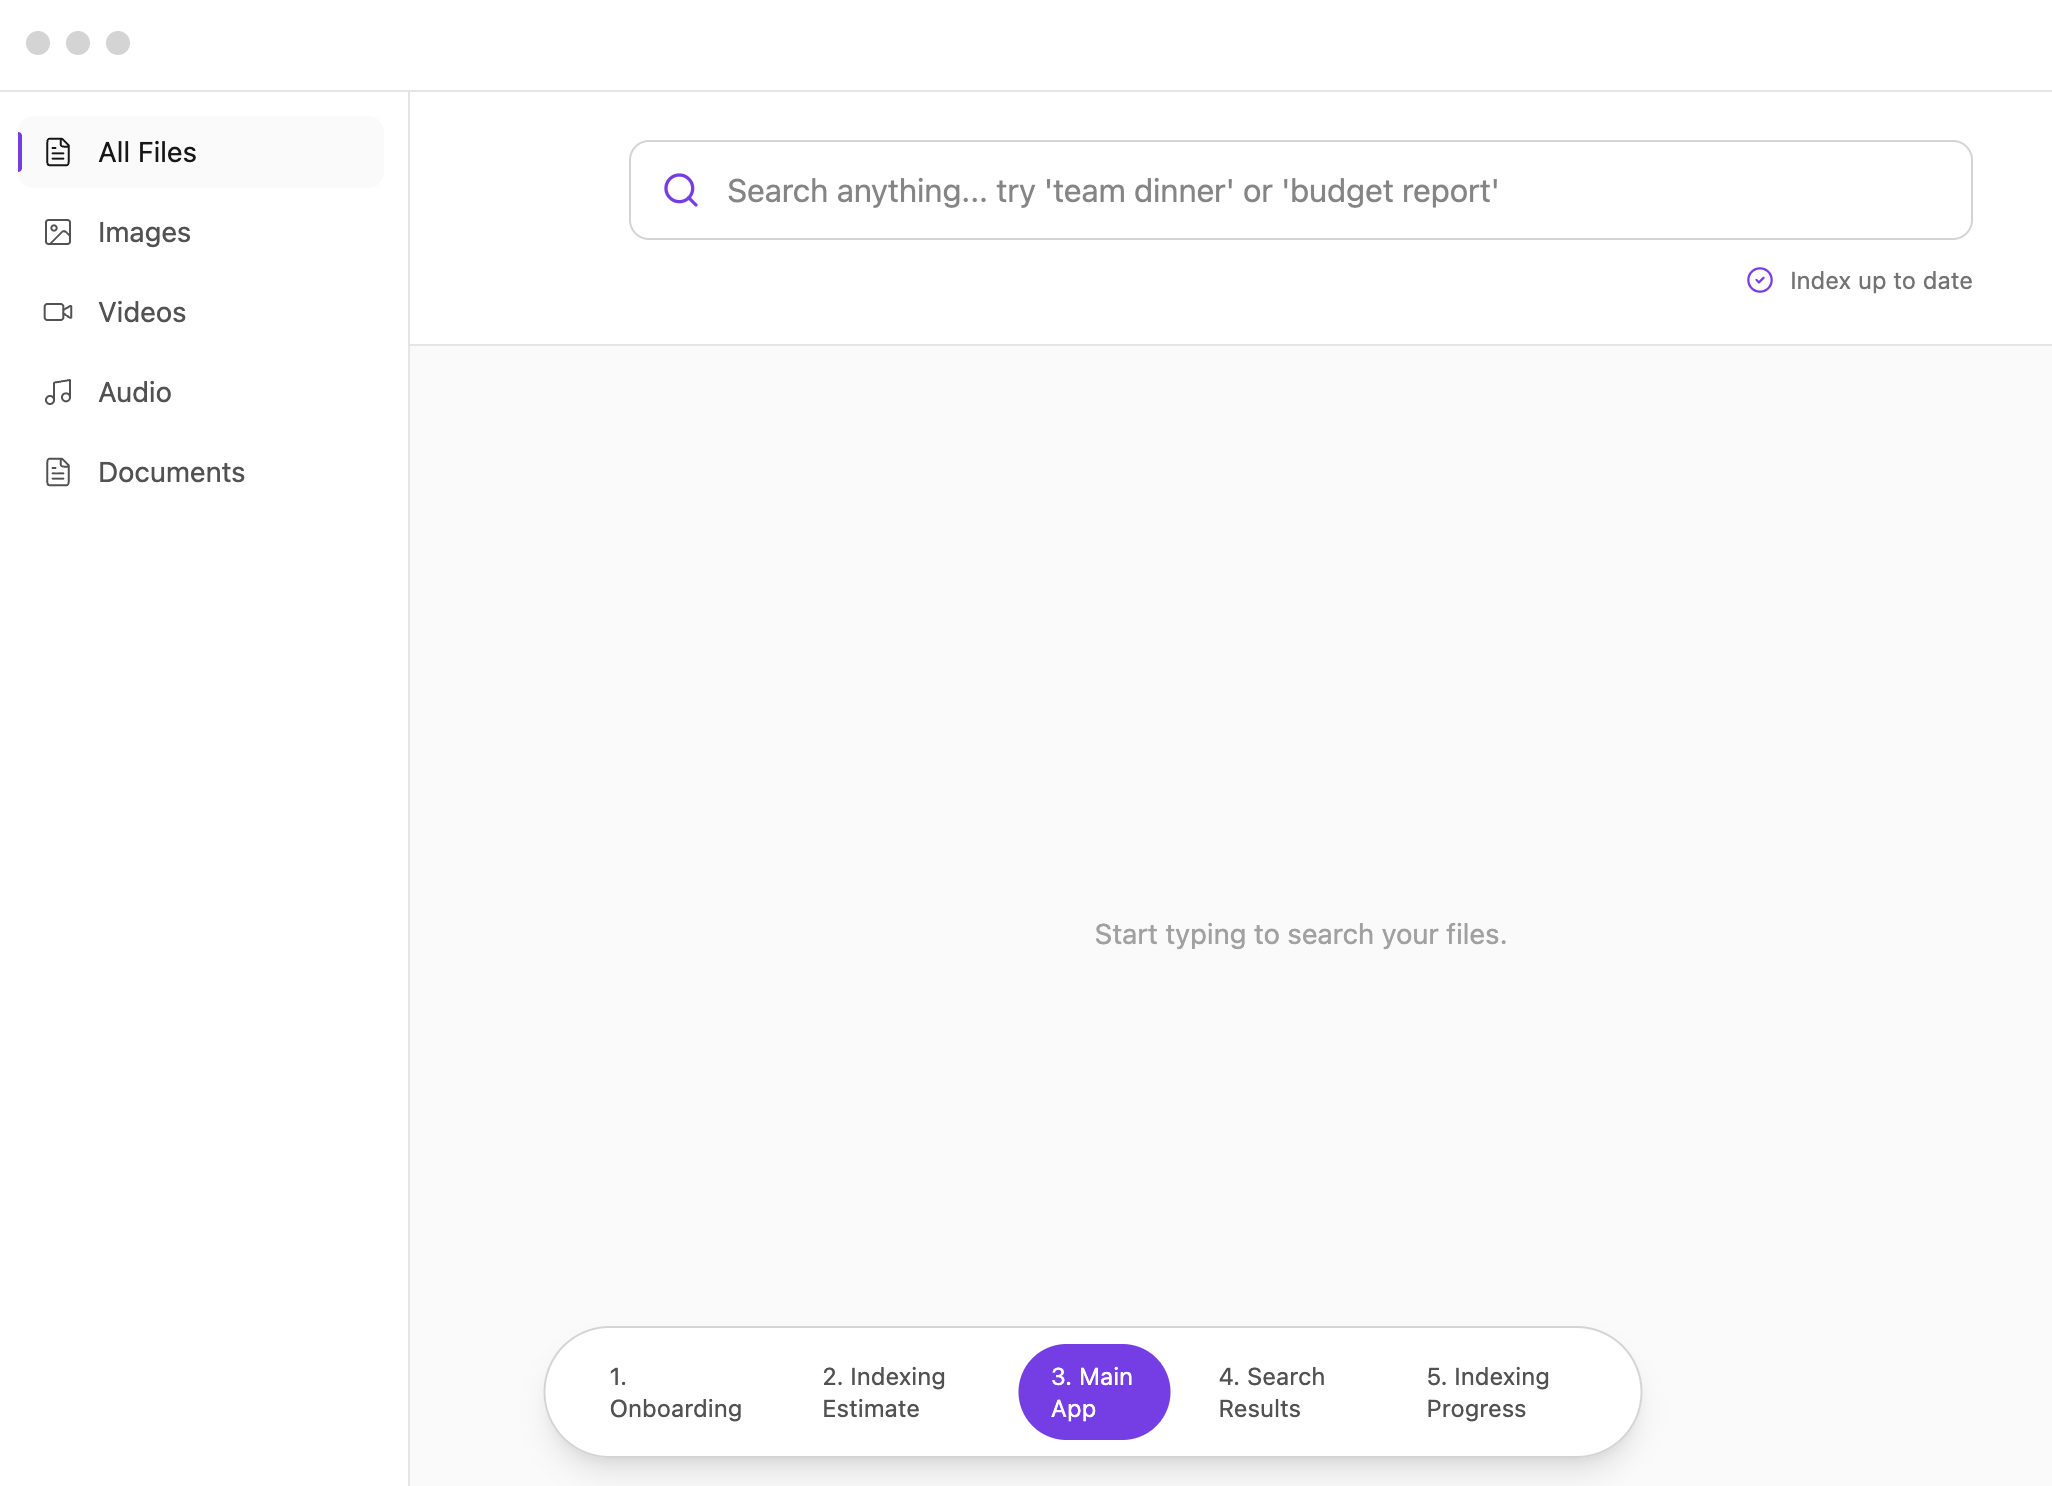 All Files
Images
Videos
Audio
Documents
Search anything... try 'team dinner' or 'budget report'
Index up to date
Start typing to search your files.
1.
Onboarding
2. Indexing
Estimate
3. Main
App
4. Search
Results
5. Indexing
Progress